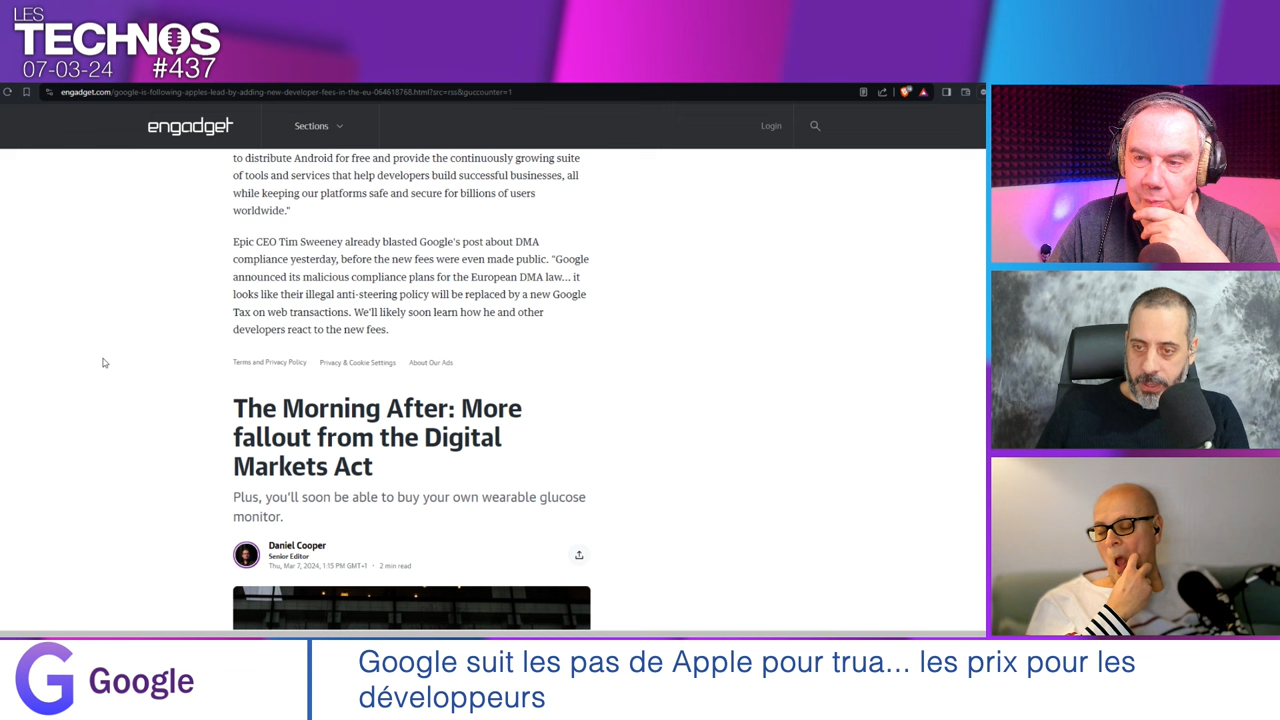 LES
TECHNOS
07-03-24 #437
engadget.com/google-is-following-apples-lead-by-adding-new-developer-fees-in-the-eu-064618768.html?src=rss&guccounter=1
engadget
Sections
Login
to distribute Android for free and provide the continuously growing suite
of tools and services that help developers build successful businesses, all
while keeping our platforms safe and secure for billions of users
worldwide."
Epic CEO Tim Sweeney already blasted Google's post about DMA
compliance yesterday, before the new fees were even made public. "Google
announced its malicious compliance plans for the European DMA law... it
looks like their illegal anti-steering policy will be replaced by a new Google
Tax on web transactions. We'll likely soon learn how he and other
developers react to the new fees.
Terms and Privacy Policy Privacy & Cookie Settings About Our Ads
The Morning After: More
fallout from the Digital
Markets Act
Plus, you'll soon be able to buy your own wearable glucose
monitor.
Daniel Cooper
Senior Editor
Thu, Mar 7, 2024, 1:15 PM GMT+1 • 2 min read
G Google
Google suit les pas de Apple pour trua... les prix pour les
développeurs